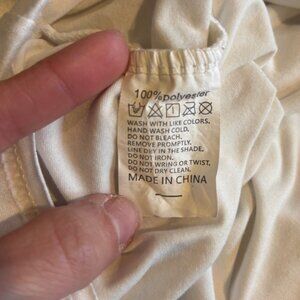 100%polyester
WASH WITH LIKE COLORS,
HAND WASH COLD,
DO NOT BLEACH.
REMOVE PROMPTLY.
LINE DRY IN THE SHADE,
DO NOT IRON.
DO NOT WRING OR TWIST,
DO NOT DRY CLEAN.
MADE IN CHINA